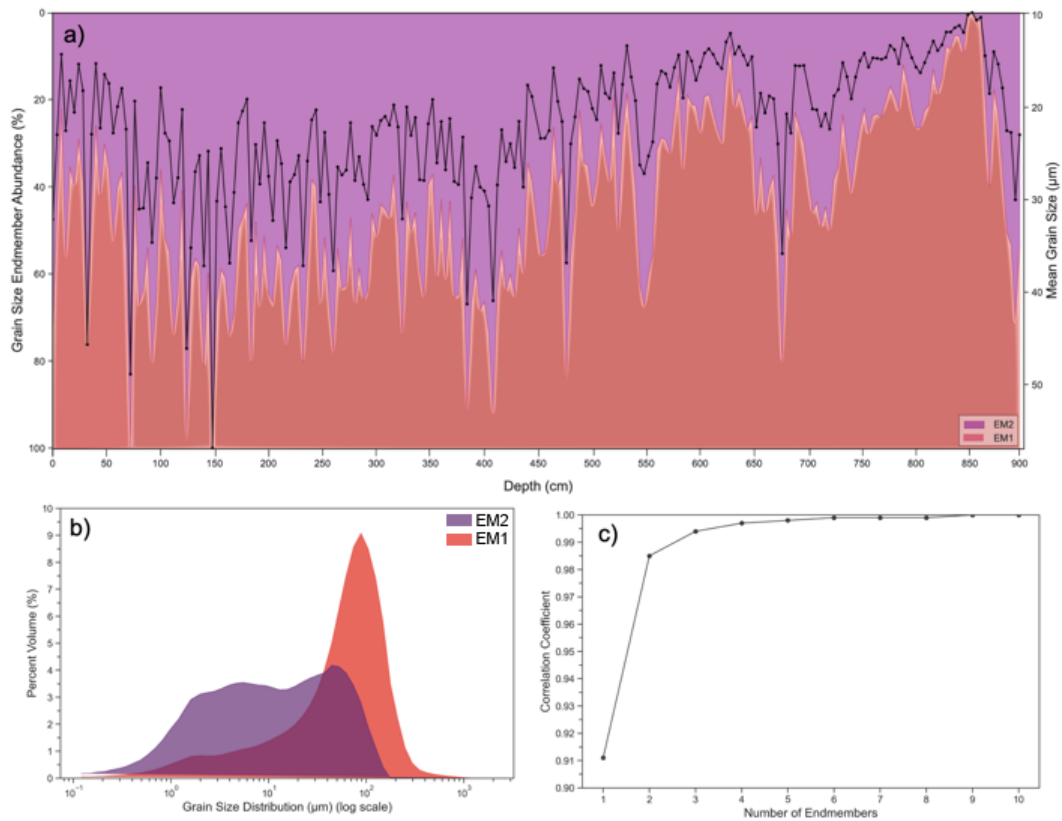 a)
Grain Size Endmember Abundance (%)
0
20
40
60
80
100
10
20
30
40
50
Mean Grain Size (µm)
EM2
EM1
0 50 100 150 200 250 300 350 400 450 500 550 600 650 700 750 800 850 900
Depth (cm)
b)
EM2
EM1
Percent Volume (%)
10
9
8
7
6
5
4
3
2
1
0
10⁻¹ 10⁰ 10¹ 10² 10³
Grain Size Distribution (µm) (log scale)
c)
Correlation Coefficient
1.00
0.99
0.98
0.97
0.96
0.95
0.94
0.93
0.92
0.91
0.90
1 2 3 4 5 6 7 8 9 10
Number of Endmembers